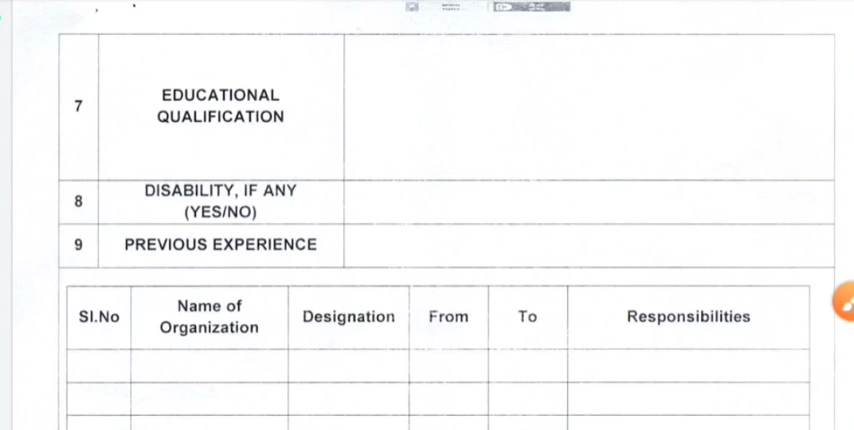 7
EDUCATIONAL
QUALIFICATION
8
DISABILITY, IF ANY
(YES/NO)
9
PREVIOUS EXPERIENCE
SI.No
Name of
Organization
Designation
From
To
Responsibilities